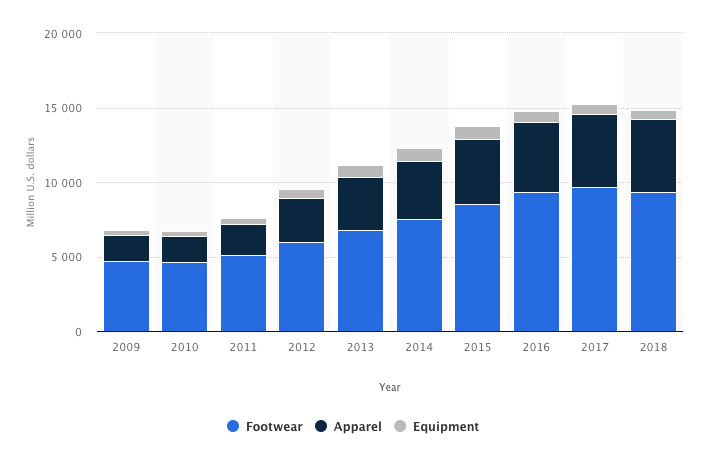 20 000
15 000
10 000
5 000
0
Million U.S. dollars
2009 2010 2011 2012 2013 2014 2015 2016 2017 2018
Year
Footwear Apparel Equipment